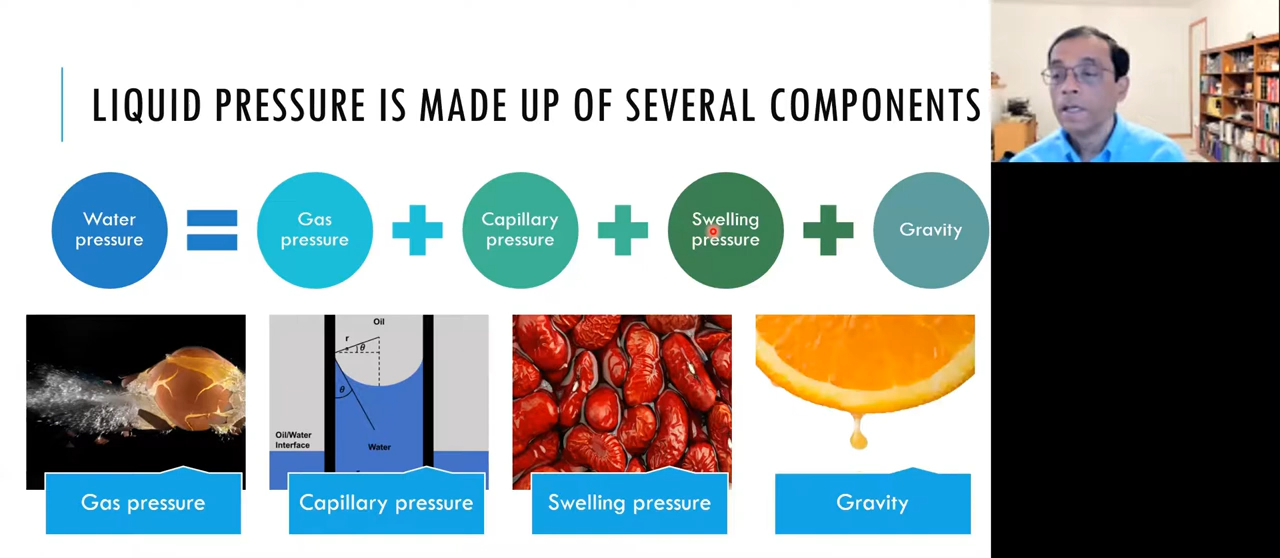 LIQUID PRESSURE IS MADE UP OF SEVERAL COMPONENTS
Water
pressure
Gas
pressure
Capillary
pressure
Swelling
pressure
Gravity
Oil
r
θ
θ
Oil/Water
Interface
Water
Gas pressure
Capillary pressure
Swelling pressure
Gravity